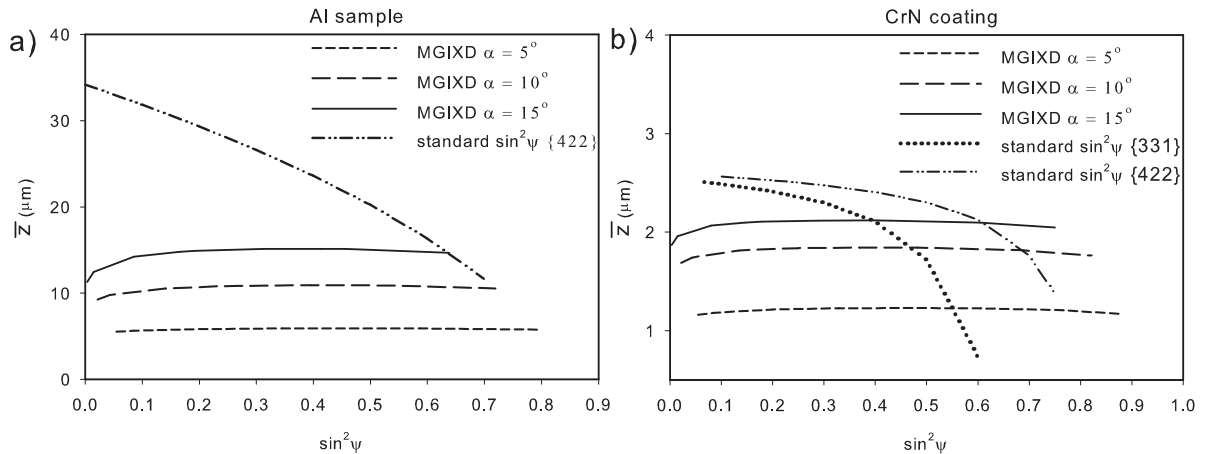 Al sample
a)
MGIXD α = 5°
MGIXD α = 10°
MGIXD α = 15°
standard sin²ψ {422}
40
30
20
10
0
z̅ (μm)
0.0 0.1 0.2 0.3 0.4 0.5 0.6 0.7 0.8 0.9
sin²ψ
CrN coating
b)
MGIXD α = 5°
MGIXD α = 10°
MGIXD α = 15°
standard sin²ψ {331}
standard sin²ψ {422}
4
3
2
1
z̅ (μm)
0.0 0.1 0.2 0.3 0.4 0.5 0.6 0.7 0.8 0.9 1.0
sin²ψ